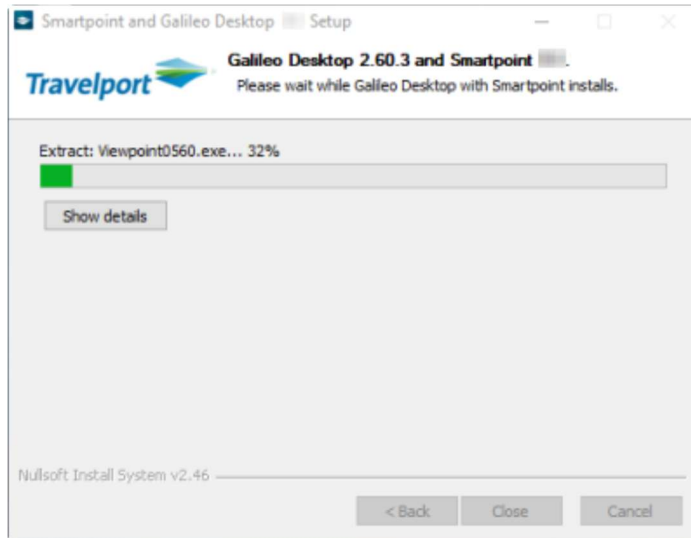 Smartpoint and Galileo Desktop Setup
Galileo Desktop 2.60.3 and Smartpoint .
Travelport
Please wait while Galileo Desktop with Smartpoint installs.
Extract: Viewpoint0560.exe... 32%
Show details
Nullsoft Install System v2.46
< Back Close Cancel